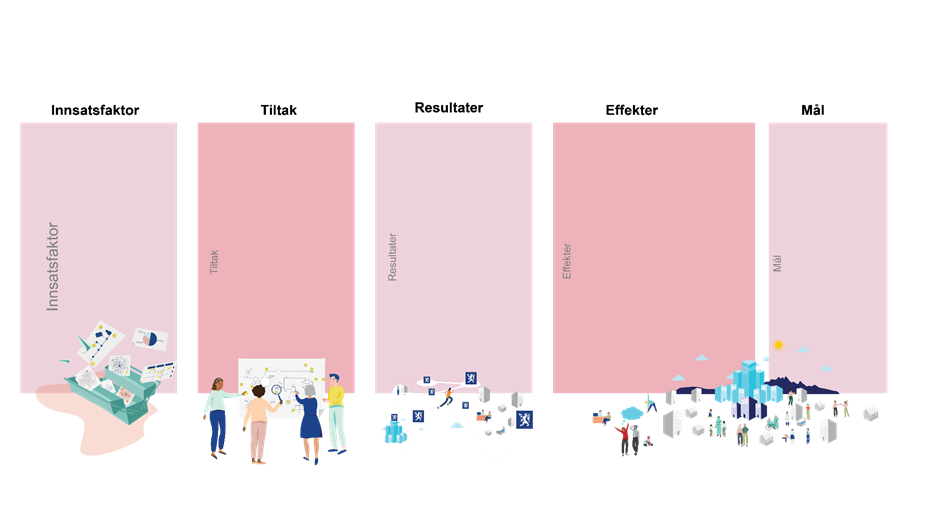 Innsatsfaktor
Tiltak
Resultater
Effekter
Mål
Innsatsfaktor
Tiltak
Resultater
Effekter
Mål